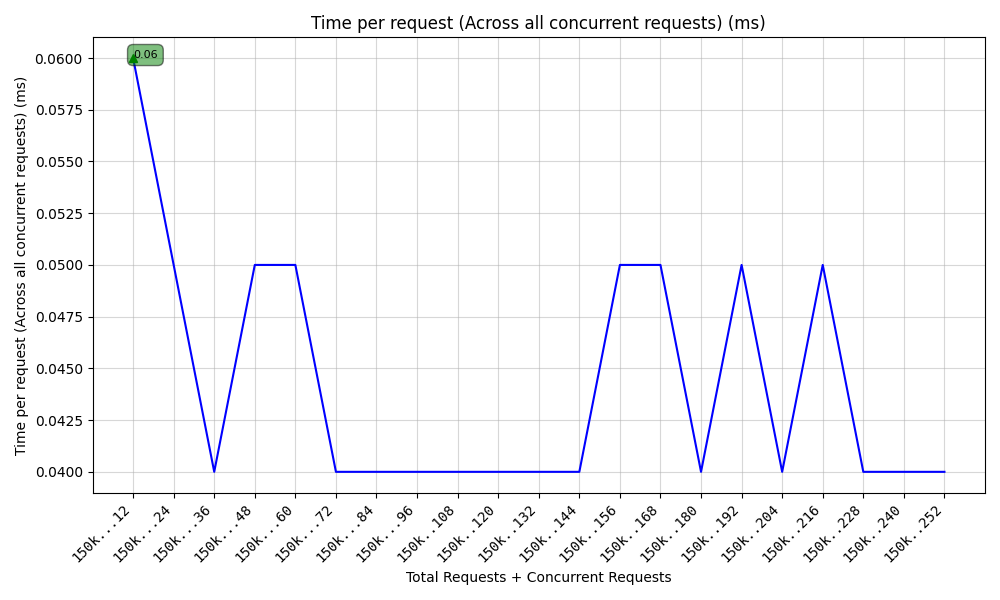 Time per request (Across all concurrent requests) (ms)
Time per request (Across all concurrent requests) (ms)
0.0600
0.0575
0.0550
0.0525
0.0500
0.0475
0.0450
0.0425
0.0400
0.06
150k...12
150k...24
150k...36
150k...48
150k...60
150k...72
150k...84
150k...96
150k..108
150k..120
150k..132
150k..144
150k..156
150k..168
150k..180
150k..192
150k..204
150k..216
150k..228
150k..240
150k..252
Total Requests + Concurrent Requests